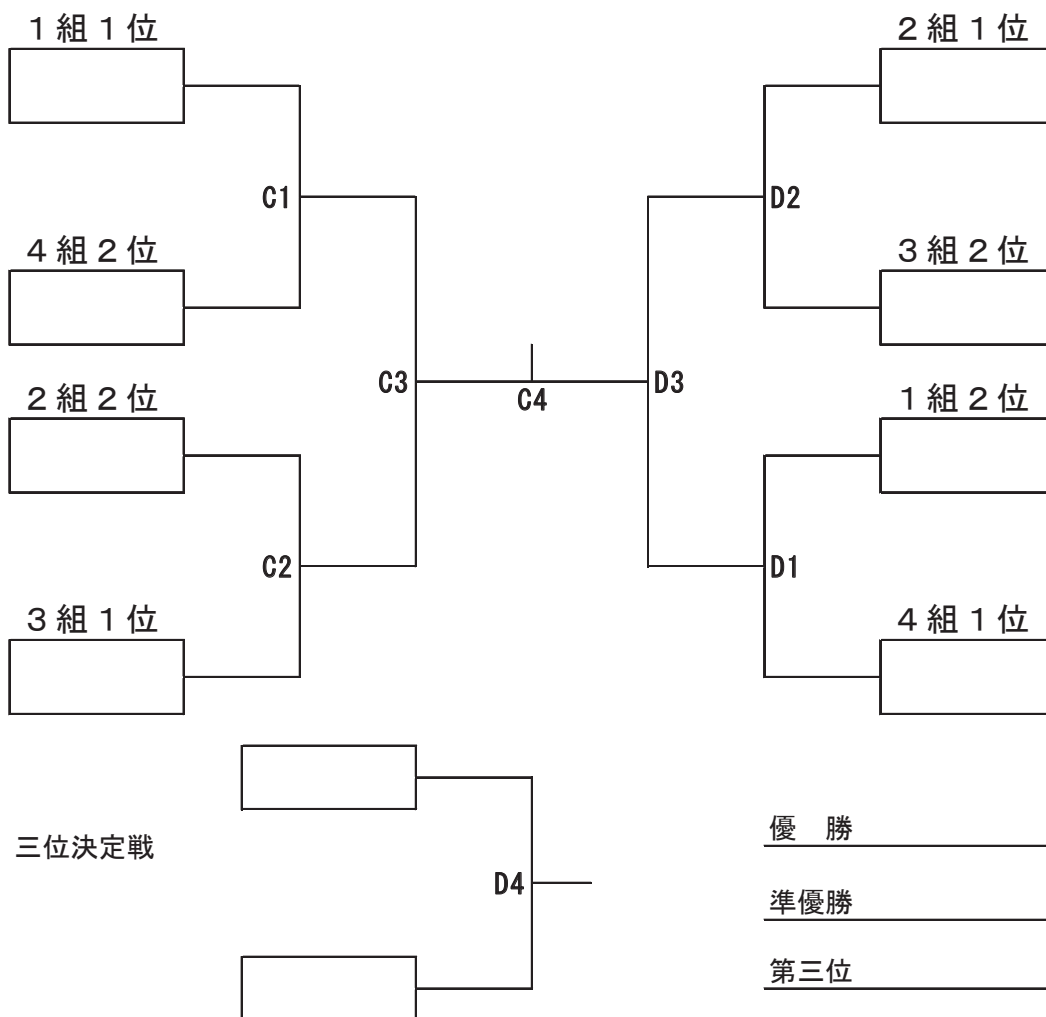 １組１位
２組１位
C1
D2
４組２位
３組２位
C3
C4
D3
２組２位
１組２位
C2
D1
３組１位
４組１位
三位決定戦
D4
優　勝
準優勝
第三位